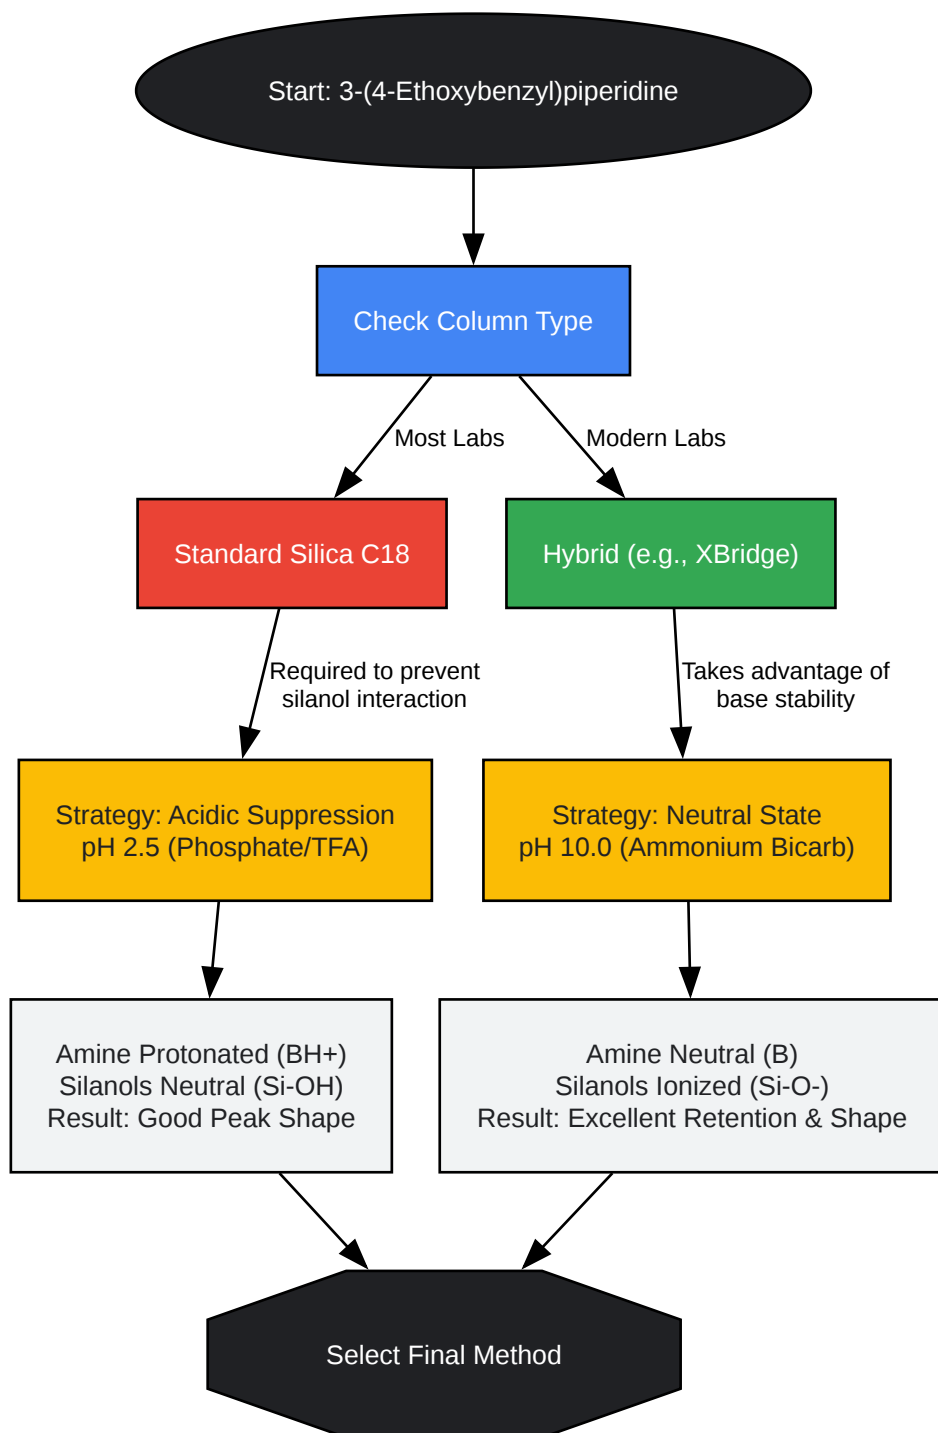 Start: 3-(4-Ethoxybenzyl)piperidine
Check Column Type
Most Labs
Modern Labs
Standard Silica C18
Hybrid (e.g., XBridge)
Required to prevent
silanol interaction
Takes advantage of
base stability
Strategy: Acidic Suppression
pH 2.5 (Phosphate/TFA)
Strategy: Neutral State
pH 10.0 (Ammonium Bicarb)
Amine Protonated (BH+)
Silanols Neutral (Si-OH)
Result: Good Peak Shape
Amine Neutral (B)
Silanols Ionized (Si-O-)
Result: Excellent Retention & Shape
Select Final Method